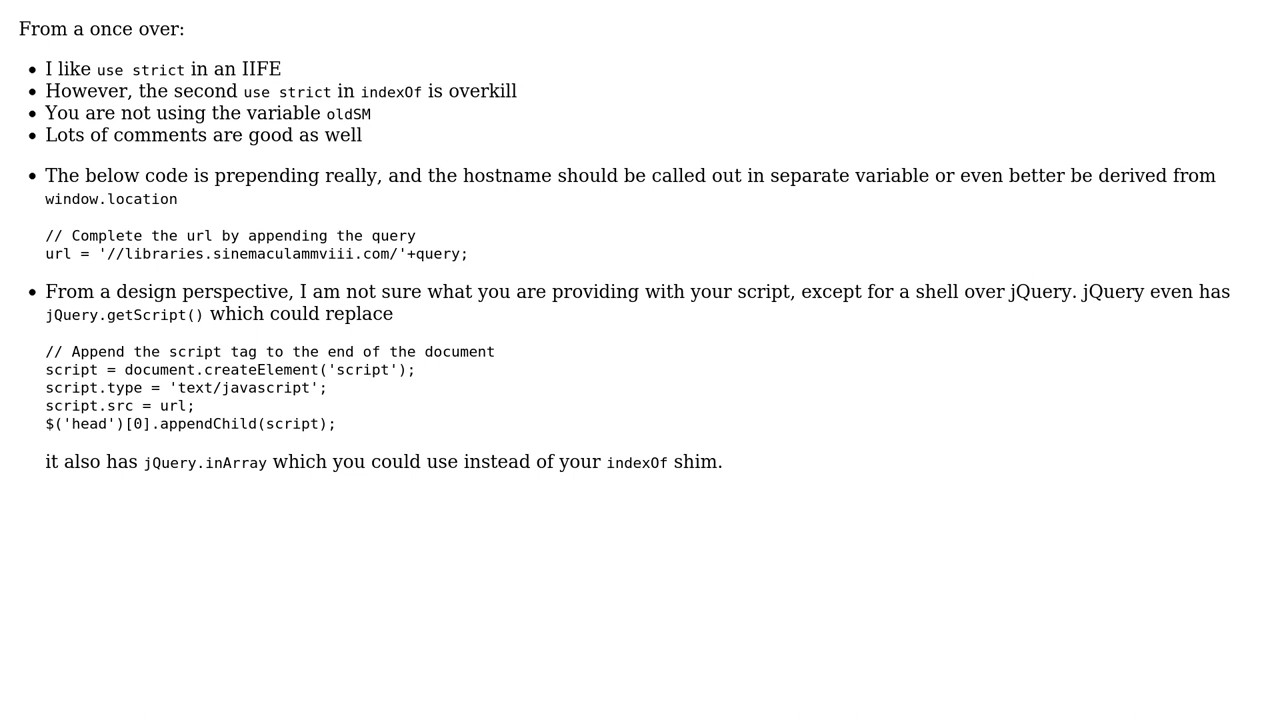 From a once over:
I like use strict in an IIFE
However, the second use strict in indexOf is overkill
You are not using the variable oldSM
Lots of comments are good as well
The below code is prepending really, and the hostname should be called out in separate variable or even better be derived from
window.location
// Complete the url by appending the query
url = '//libraries.sinemaculammviii.com/'+query;
From a design perspective, I am not sure what you are providing with your script, except for a shell over jQuery. jQuery even has
jQuery.getScript() which could replace
// Append the script tag to the end of the document
script = document.createElement('script');
script.type = 'text/javascript';
script.src = url;
$('head')[0].appendChild(script);
it also has jQuery.inArray which you could use instead of your indexOf shim.